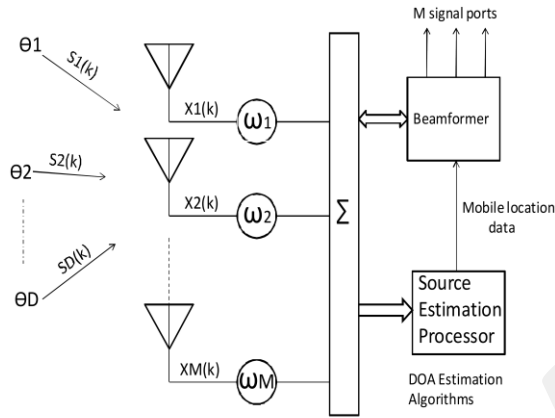 M signal ports
θ1
S1(k)
X1(k)
ω1
Beamformer
S2(k)
θ2
X2(k)
ω2
Σ
Mobile location
data
SD(k)
θD
Source
Estimation
Processor
XM(k)
ωM
DOA Estimation
Algorithms